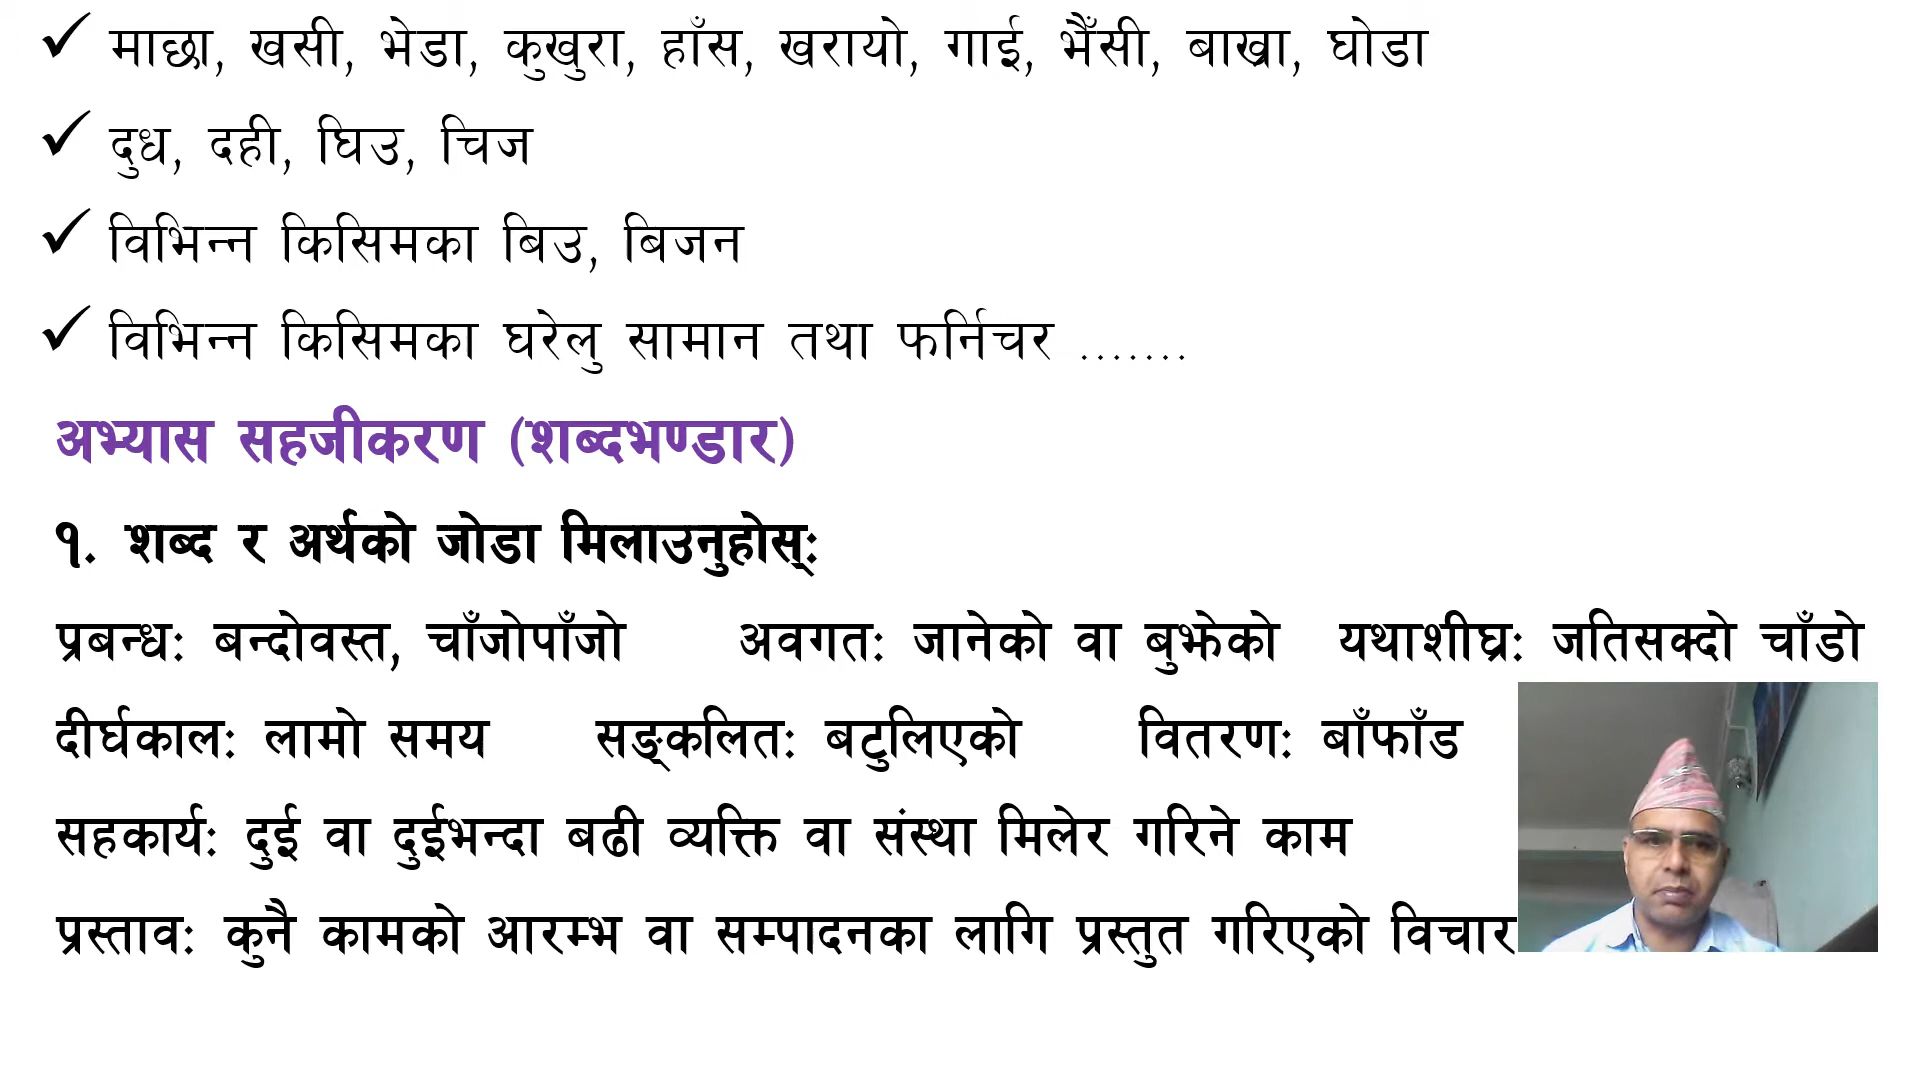 ✓ माछा, खसी, भेडा, कुखुरा, हाँस, खरायो, गाई, भैँसी, बाख्रा, घोडा
✓ दुध, दही, घिउ, चिज
✓ विभिन्न किसिमका बिउ, बिजन
✓ विभिन्न किसिमका घरेलु सामान तथा फर्निचर .......
अभ्यास सहजीकरण (शब्दभण्डार)
१. शब्द र अर्थको जोडा मिलाउनुहोस्ः
प्रबन्धः बन्दोवस्त, चाँजोपाँजो अवगतः जानेको वा बुझेको यथाशीघ्रः जतिसक्दो चाँडो
दीर्घकालः लामो समय सङ्कलितः बटुलिएको वितरणः बाँफाँड
सहकार्यः दुई वा दुईभन्दा बढी व्यक्ति वा संस्था मिलेर गरिने काम
प्रस्तावः कुनै कामको आरम्भ वा सम्पादनका लागि प्रस्तुत गरिएको विचार